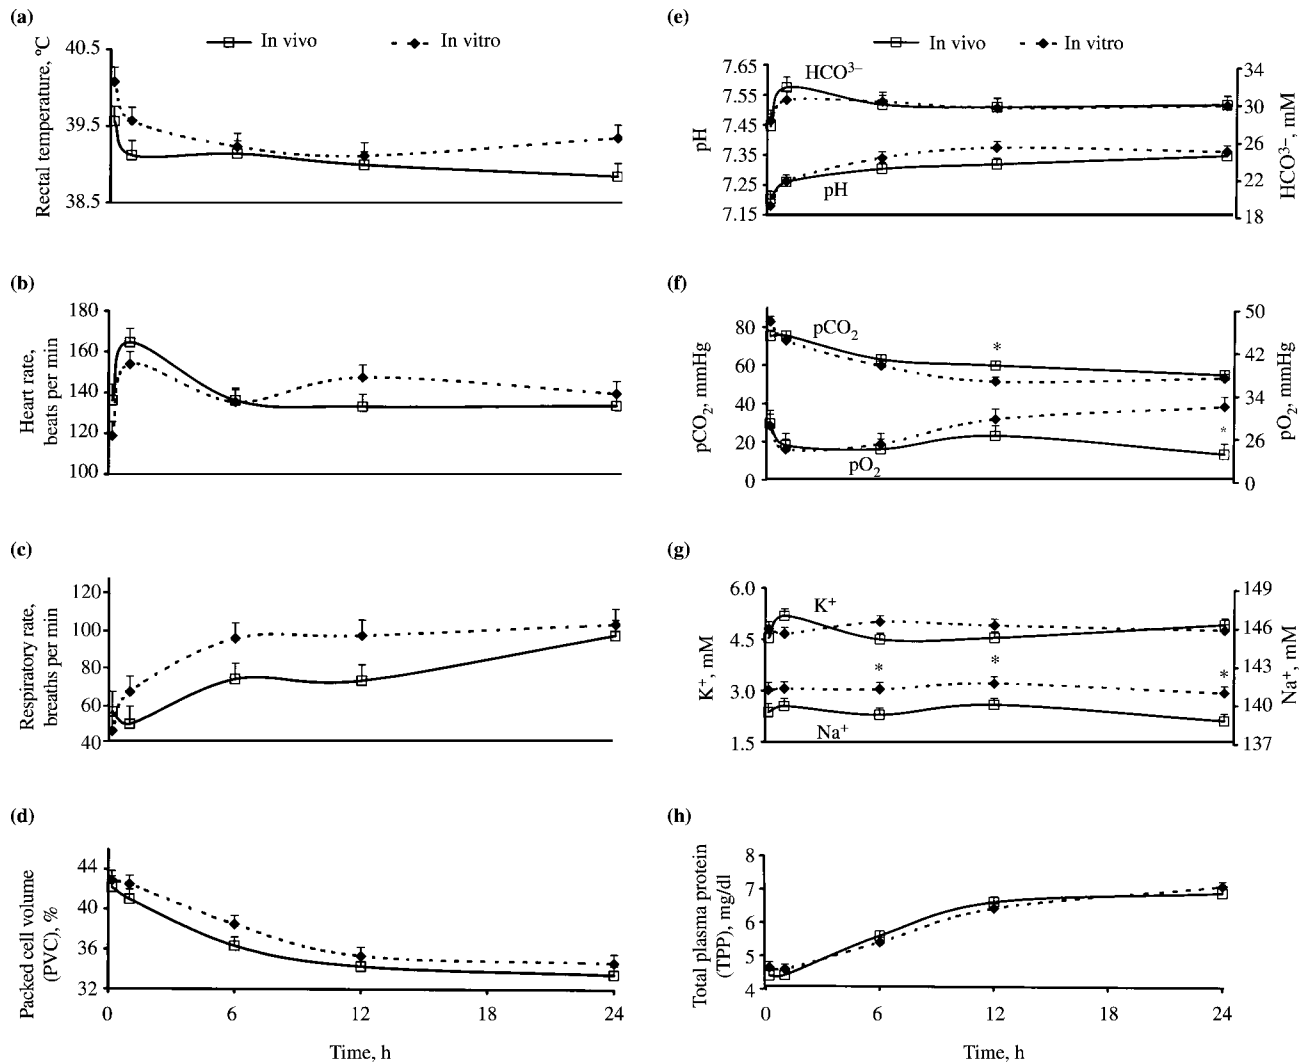 (a)
In vivo
In vitro
Rectal temperature, ºC
40.5
39.5
38.5
(b)
Heart rate,
beats per min
180
160
140
120
100
(c)
Respiratory rate,
breaths per min
120
100
80
60
40
(d)
Packed cell volume
(PVC), %
44
40
36
32
0
6
12
18
24
Time, h
(e)
In vivo
In vitro
pH
7.65
7.55
7.45
7.35
7.25
7.15
HCO³⁻
pH
34
30
26
22
18
HCO³⁻, mM
(f)
pCO₂, mmHg
80
60
40
20
0
pCO₂
*
pO₂
*
50
42
34
26
0
pO₂, mmHg
(g)
K⁺, mM
6.0
4.5
3.0
1.5
K⁺
* * *
Na⁺
149
146
143
140
137
Na⁺, mM
(h)
Total plasma protein
(TPP), mg/dl
8
7
6
5
4
0
6
12
18
24
Time, h